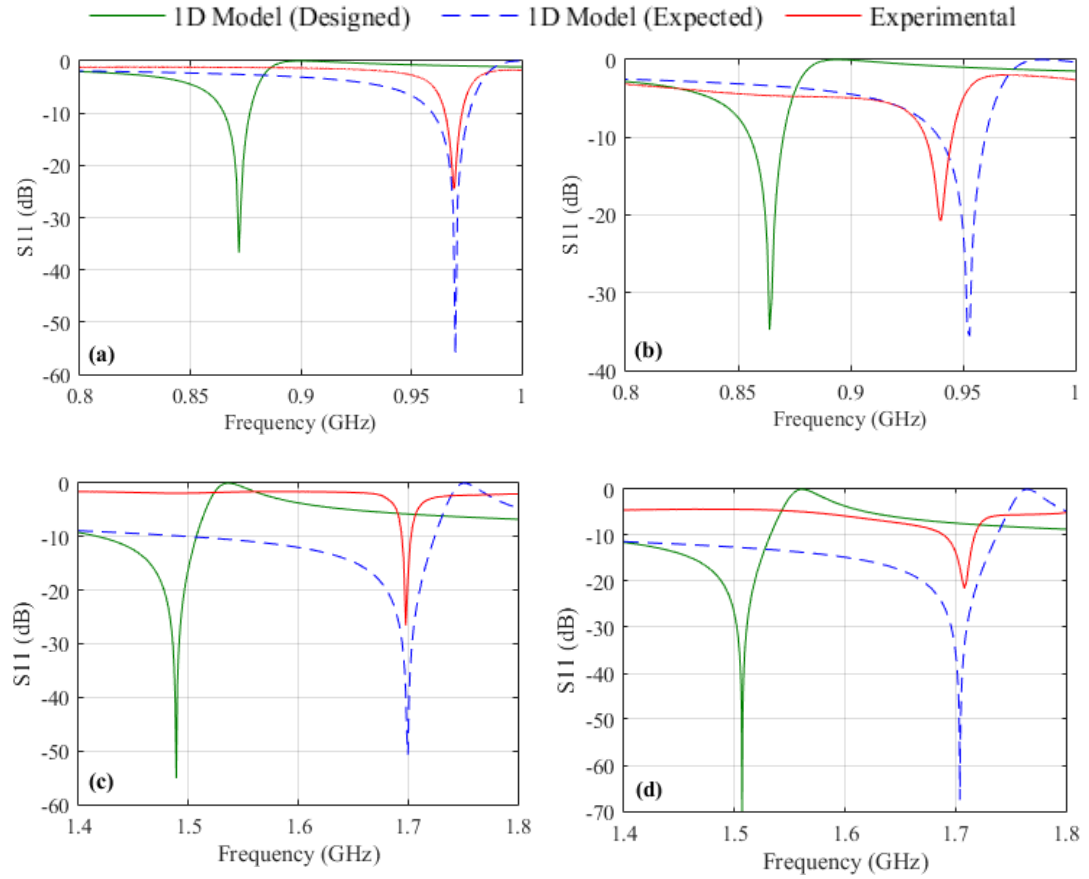 1D Model (Designed) 1D Model (Expected) Experimental
0
-10
-20
-30
-40
-50
-60
S11 (dB)
(a)
0.8 0.85 0.9 0.95 1
Frequency (GHz)
0
-10
-20
-30
-40
S11 (dB)
(b)
0.8 0.85 0.9 0.95 1
Frequency (GHz)
0
-10
-20
-30
-40
-50
-60
S11 (dB)
(c)
1.4 1.5 1.6 1.7 1.8
Frequency (GHz)
0
-10
-20
-30
-40
-50
-60
-70
S11 (dB)
(d)
1.4 1.5 1.6 1.7 1.8
Frequency (GHz)